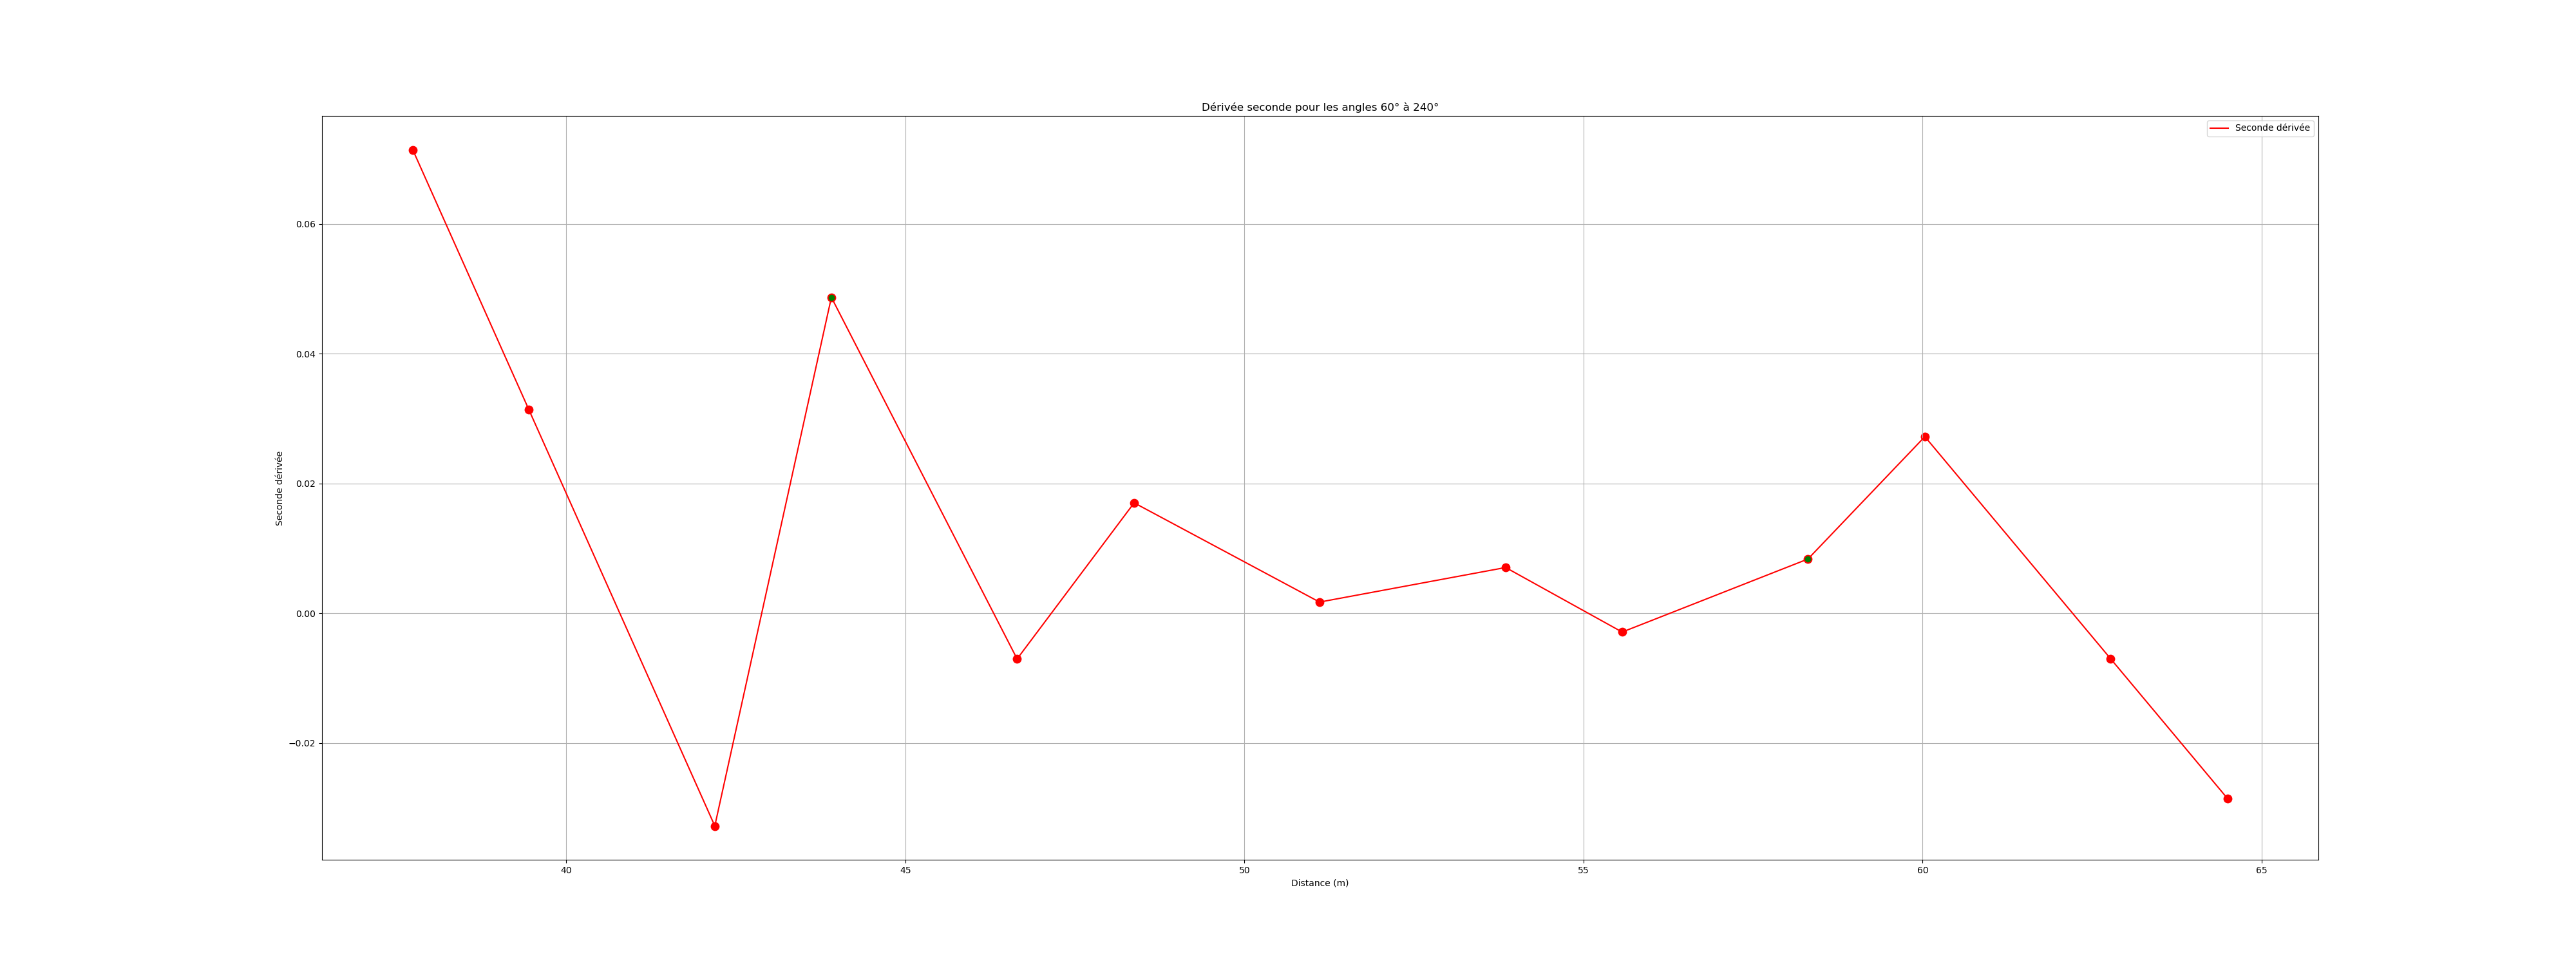 Dérivée seconde pour les angles 60° à 240°
Seconde dérivée
Seconde dérivée
0.06
0.04
0.02
0.00
−0.02
40 45 50 55 60 65
Distance (m)